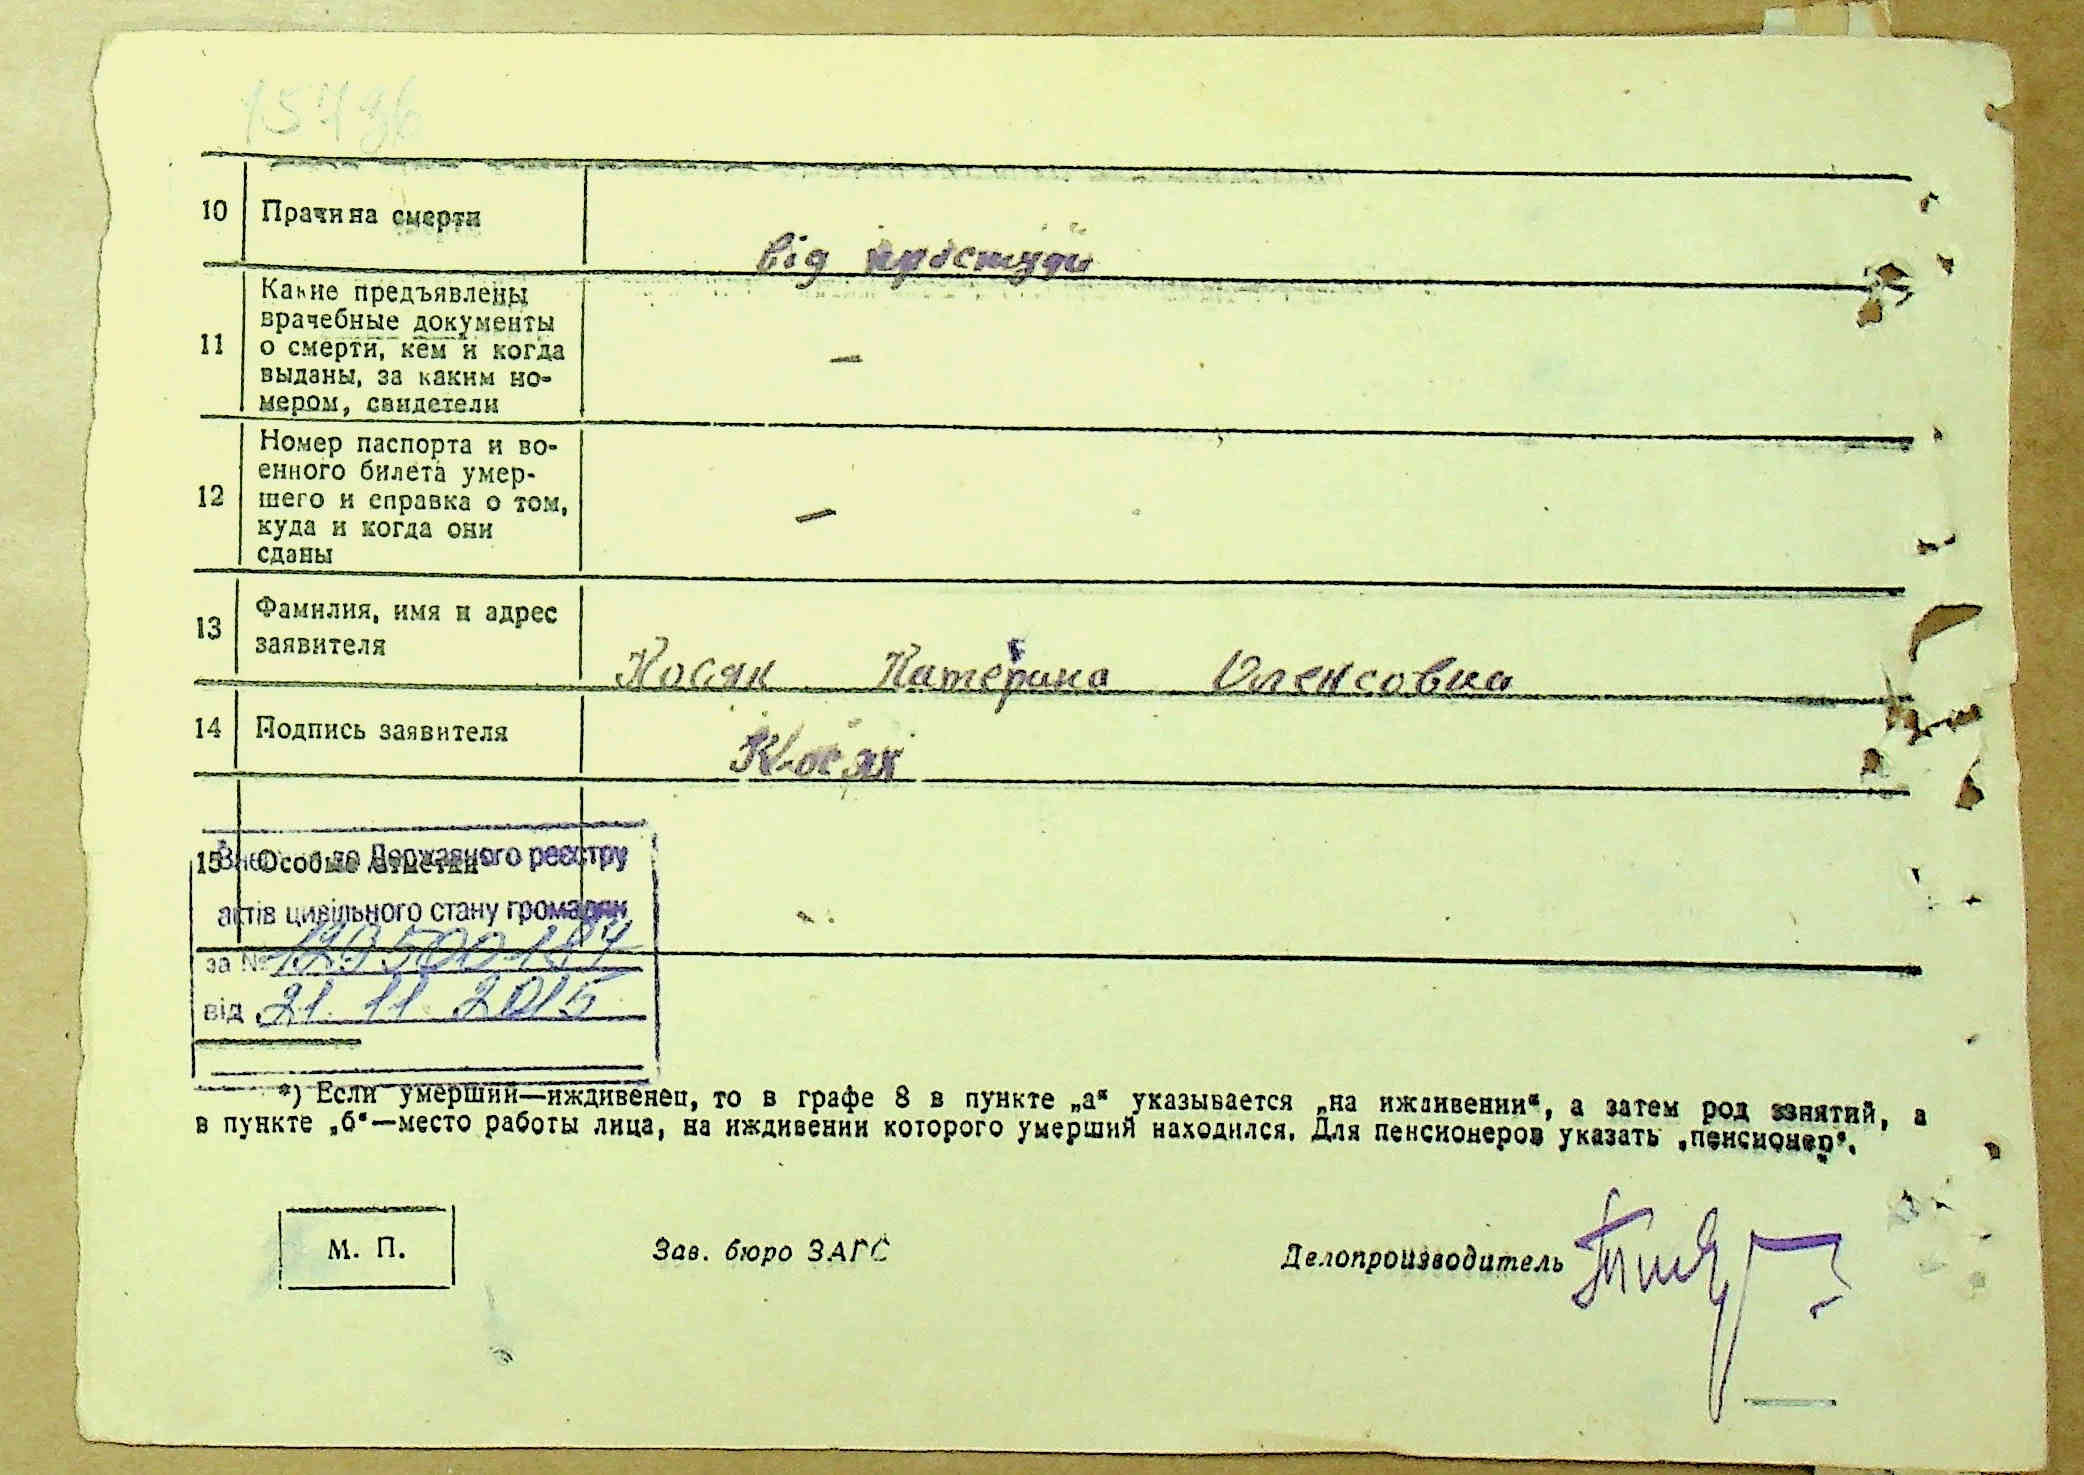 10 Причина смерти
від простуди
11 Какие предъявлены
врачебные документы
о смерти, кем и когда
выданы, за каким но-
мером, свидетели
—
12 Номер паспорта и во-
енного билета умер-
шего и справка о том,
куда и когда они
сданы
—
13 Фамилия, имя и адрес
заявителя
Косяк Катерина Олексовна
14 Подпись заявителя
Косяк
15 Особые отметки
до Державного реєстру
актів цивільного стану громадян
за №
від 21.11.2015
*) Если умерший—иждивенец, то в графе 8 в пункте „а“ указывается „на иждивении“, а затем род занятий, а
в пункте „б“—место работы лица, на иждивении которого умерший находился. Для пенсионеров указать „пенсионер“.
М. П.
Зав. бюро ЗАГС
Делопроизводитель